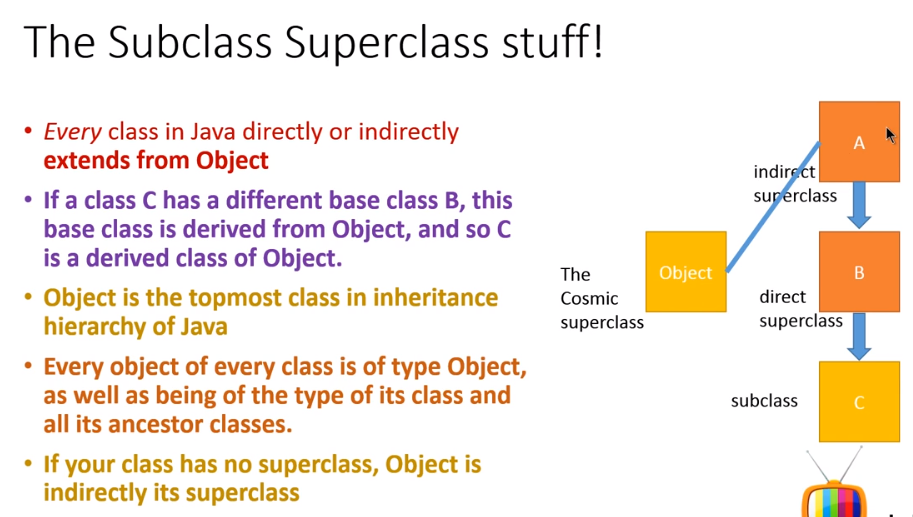 The Subclass Superclass stuff!
• Every class in Java directly or indirectly
extends from Object
• If a class C has a different base class B, this
base class is derived from Object, and so C
is a derived class of Object.
• Object is the topmost class in inheritance
hierarchy of Java
• Every object of every class is of type Object,
as well as being of the type of its class and
all its ancestor classes.
• If your class has no superclass, Object is
indirectly its superclass
A
indirect
superclass
Object
The
Cosmic
superclass
B
direct
superclass
subclass
C